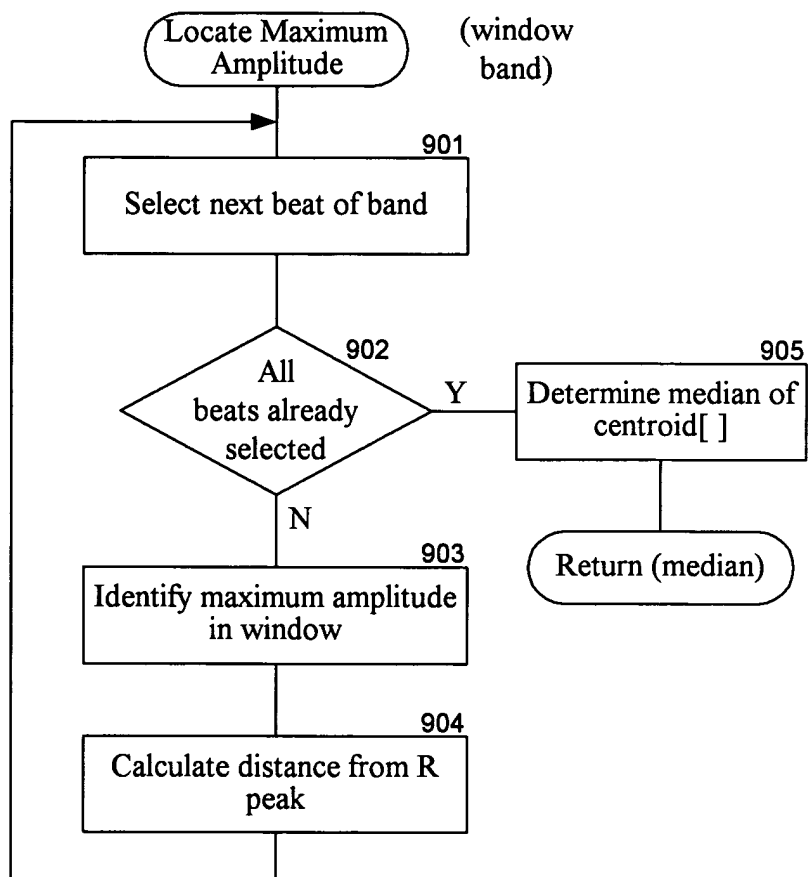 Locate Maximum
Amplitude
(window
band)
901
Select next beat of band
902
All
beats already
selected
Y
905
Determine median of
centroid[ ]
N
Return (median)
903
Identify maximum amplitude
in window
904
Calculate distance from R
peak